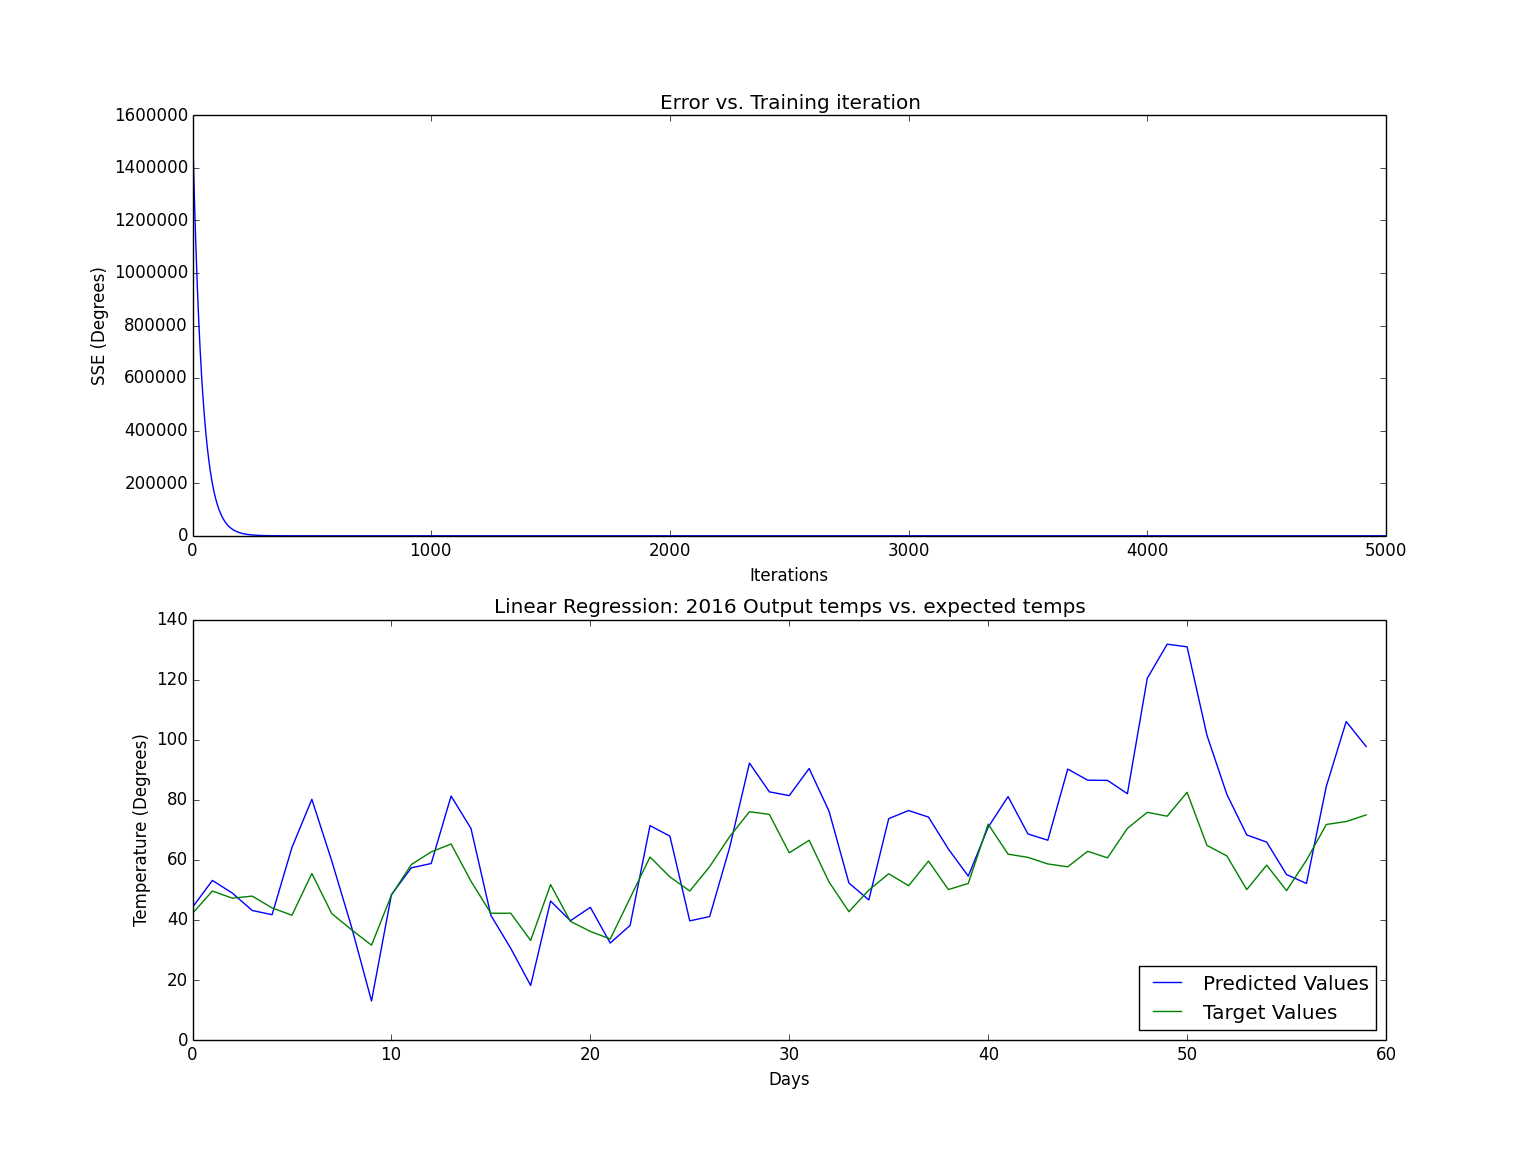 Error vs. Training iteration
1600000
1400000
1200000
1000000
800000
600000
400000
200000
0
SSE (Degrees)
0 1000 2000 3000 4000 5000
Iterations
Linear Regression: 2016 Output temps vs. expected temps
140
120
100
80
60
40
20
0
Temperature (Degrees)
Predicted Values
Target Values
0 10 20 30 40 50 60
Days